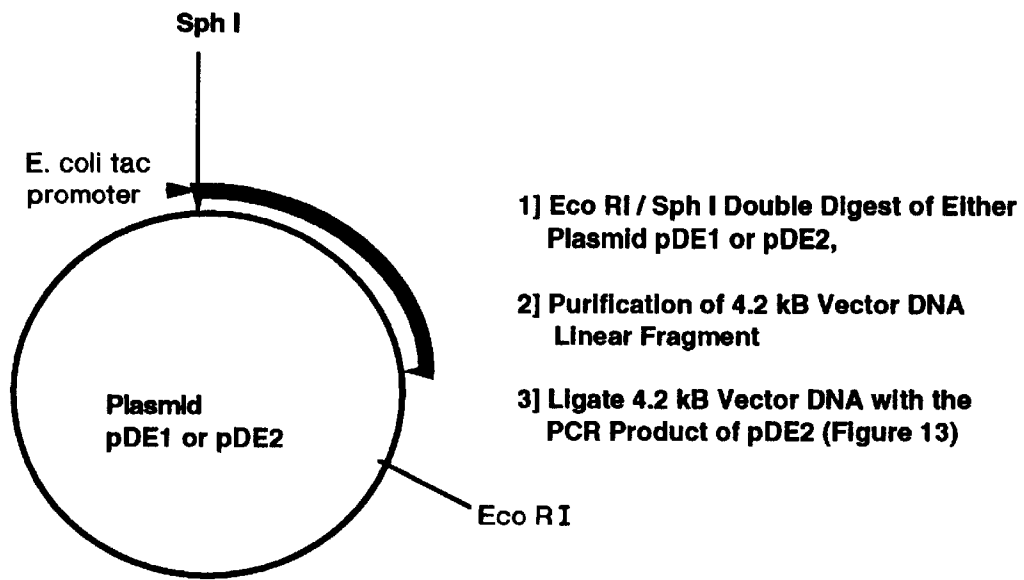 Sph I
E. coli tac
promoter
1] Eco RI / Sph I Double Digest of Either
Plasmid pDE1 or pDE2,
2] Purification of 4.2 kB Vector DNA
Linear Fragment
3] Ligate 4.2 kB Vector DNA with the
PCR Product of pDE2 (Figure 13)
Plasmid
pDE1 or pDE2
Eco R I